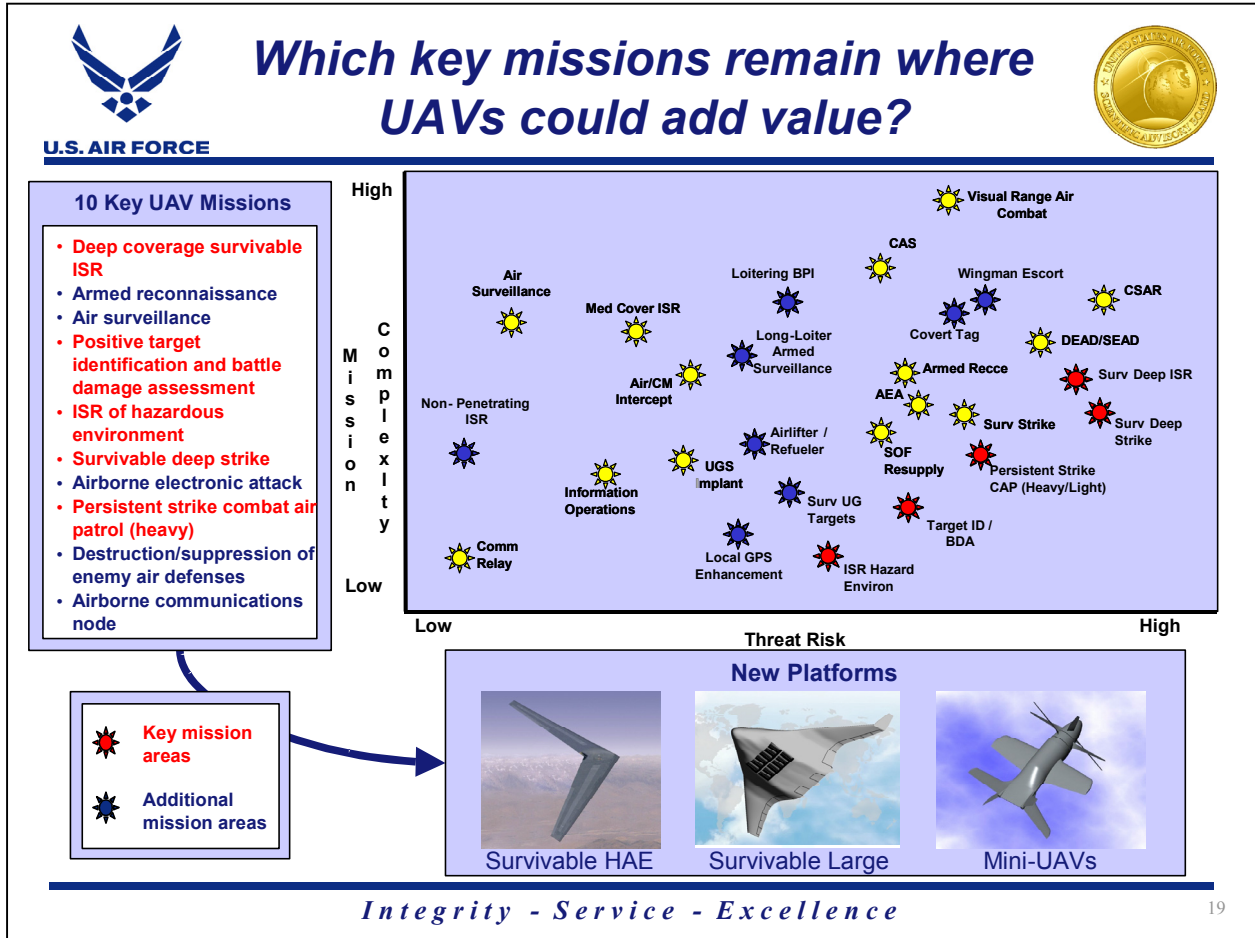 Which key missions remain where
UAVs could add value?
U.S. AIR FORCE
UNITED STATES AIR FORCE
SCIENTIFIC ADVISORY BOARD
10 Key UAV Missions
• Deep coverage survivable
ISR
• Armed reconnaissance
• Air surveillance
• Positive target
identification and battle
damage assessment
• ISR of hazardous
environment
• Survivable deep strike
• Airborne electronic attack
• Persistent strike combat air
patrol (heavy)
• Destruction/suppression of
enemy air defenses
• Airborne communications
node
Key mission
areas
Additional
mission areas
High
Mission
Complexity
Low
Visual Range Air
Combat
CAS
Loitering BPI
Wingman Escort
Air
Surveillance
CSAR
Med Cover ISR
Covert Tag
Long-Loiter
Armed
Surveillance
DEAD/SEAD
Armed Recce
Surv Deep ISR
Air/CM
Intercept
AEA
Non-Penetrating
ISR
Surv Strike
Surv Deep
Strike
Airlifter /
Refueler
SOF
Resupply
UGS
Implant
Persistent Strike
CAP (Heavy/Light)
Information
Operations
Surv UG
Targets
Target ID /
BDA
Comm
Relay
Local GPS
Enhancement
ISR Hazard
Environ
Low
Threat Risk
High
New Platforms
Survivable HAE
Survivable Large
Mini-UAVs
Integrity - Service - Excellence
19